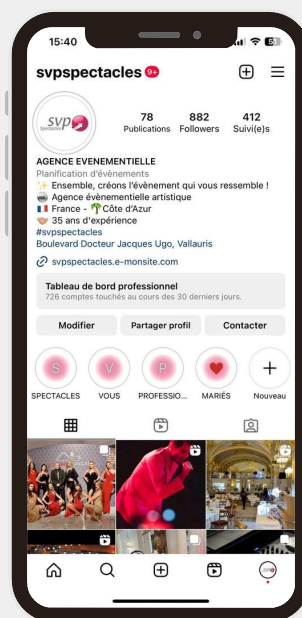 15:40
svpspectacles 9+
svp
Spectacles
78 882 412
Publications Followers Suivi(e)s
AGENCE EVENEMENTIELLE
Planification d'évènements
✨ Ensemble, créons l'évènement qui vous ressemble !
Agence évènementielle artistique
🇫🇷 France - 🌴Côte d'Azur
🤝 35 ans d'expérience
#svpspectacles
Boulevard Docteur Jacques Ugo, Vallauris
svpspectacles.e-monsite.com
Tableau de bord professionnel
726 comptes touchés au cours des 30 derniers jours.
Modifier Partager profil Contacter
S V P
SPECTACLES VOUS PROFESSIO... MARIÉS Nouveau